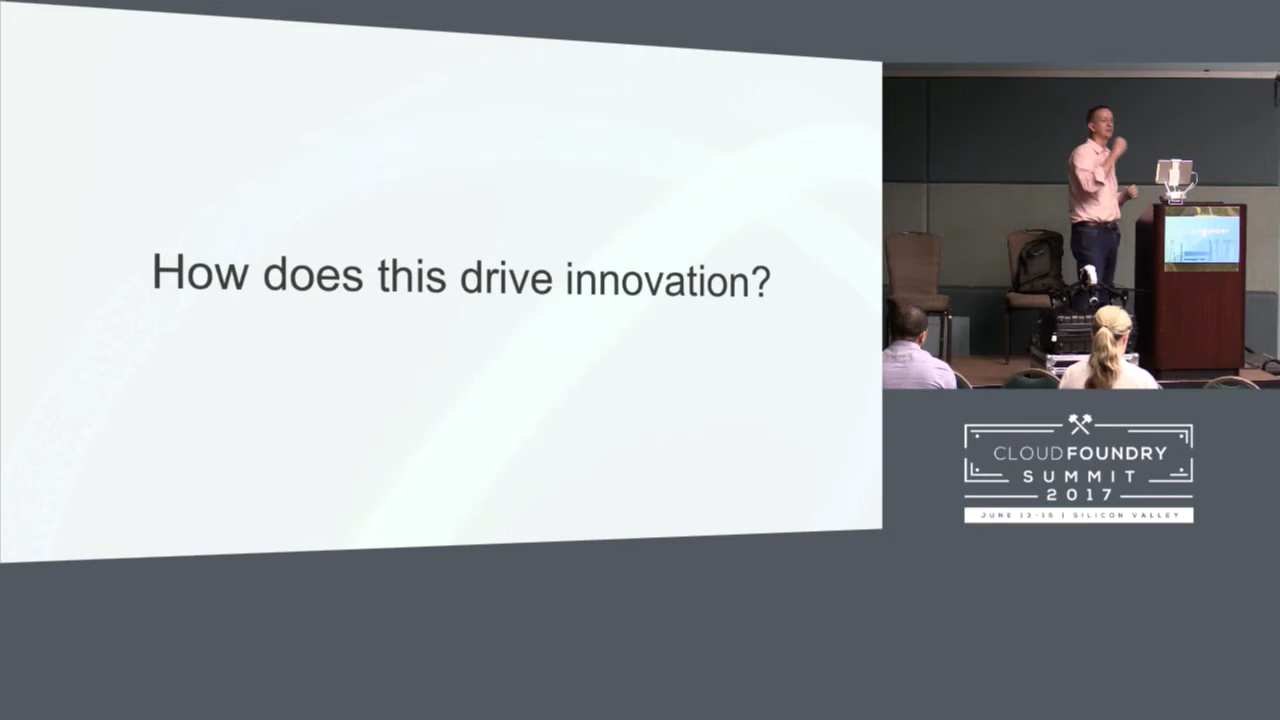 How does this drive innovation?
CLOUDFOUNDRY
SUMMIT
2017
JUNE 13-15 | SILICON VALLEY